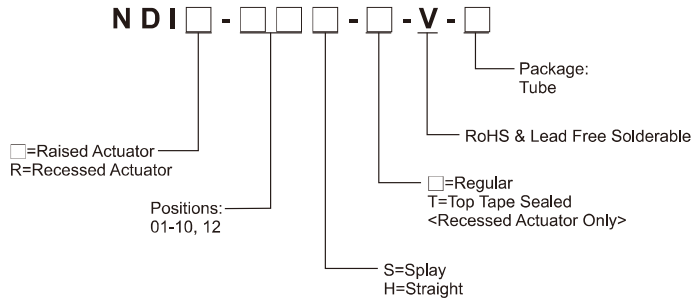 NDI□-□□□-□-V-□
Package:
Tube
RoHS & Lead Free Solderable
□=Raised Actuator
R=Recessed Actuator
□=Regular
T=Top Tape Sealed
<Recessed Actuator Only>
Positions:
01-10, 12
S=Splay
H=Straight